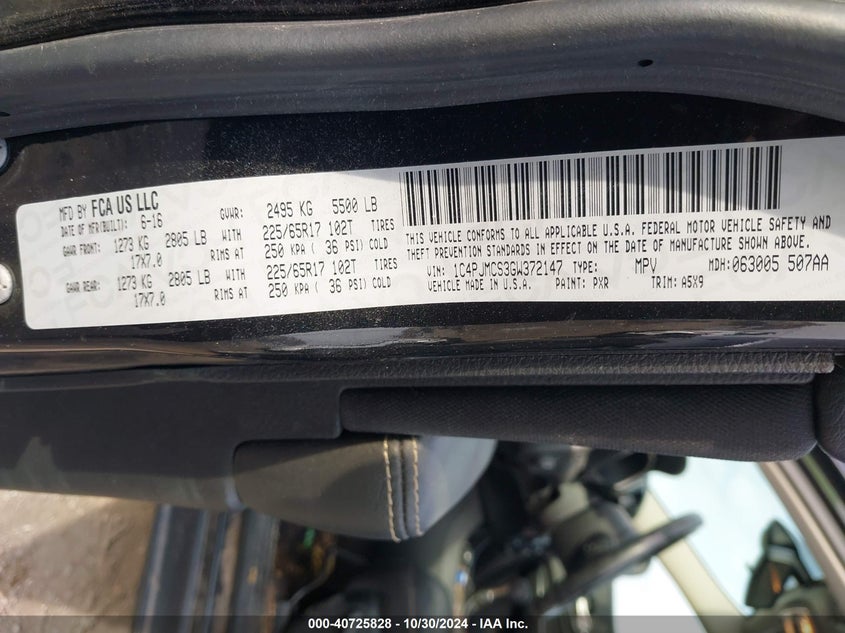 MFD BY FCA US LLC
DATE OF MFR(BUILT): 6-16 GVWR: 2495 KG 5500 LB
GAWR FRONT: 1273 KG 2805 LB WITH 225/65R17 102T TIRES
17X7.0 RIMS AT 250 KPA ( 36 PSI) COLD
GAWR REAR: 1273 KG 2805 LB WITH 225/65R17 102T TIRES
17X7.0 RIMS AT 250 KPA ( 36 PSI) COLD
THIS VEHICLE CONFORMS TO ALL APPLICABLE U.S.A. FEDERAL MOTOR VEHICLE SAFETY AND
THEFT PREVENTION STANDARDS IN EFFECT ON THE DATE OF MANUFACTURE SHOWN ABOVE.
VIN: 1C4PJMCS3GW372147 TYPE: MPV MDH:063005 507AA
VEHICLE MADE IN U.S.A. PAINT: PXR TRIM: A5X9
000-40725828 - 10/30/2024 - IAA Inc.